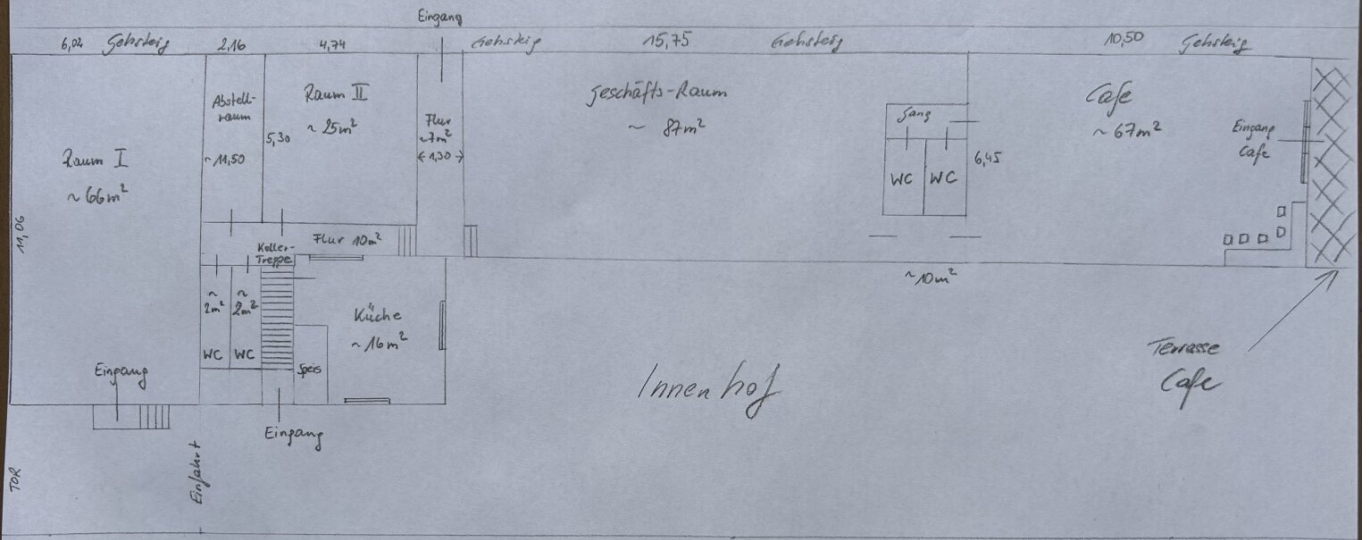 Eingang
6,02 Gehsteig 2,16 4,74 Gehsteig 15,75 Gehsteig 10,50 Gehsteig
Abstell-
raum
~11,50
5,30
Raum II
~ 25m²
Flur
~7m²
1,30
Geschäfts-Raum
~ 87m²
Gang
WC WC
6,45
Cafe
~ 67m²
Eingang
Cafe
Raum I
~ 66m²
11,06
Flur 10m²
Keller-
Treppe
~10m²
~
2m²
~
2m²
WC WC
Küche
~ 16m²
Speis
Eingang
Eingang
Innenhof
Terrasse
Cafe
TOR
Einfahrt